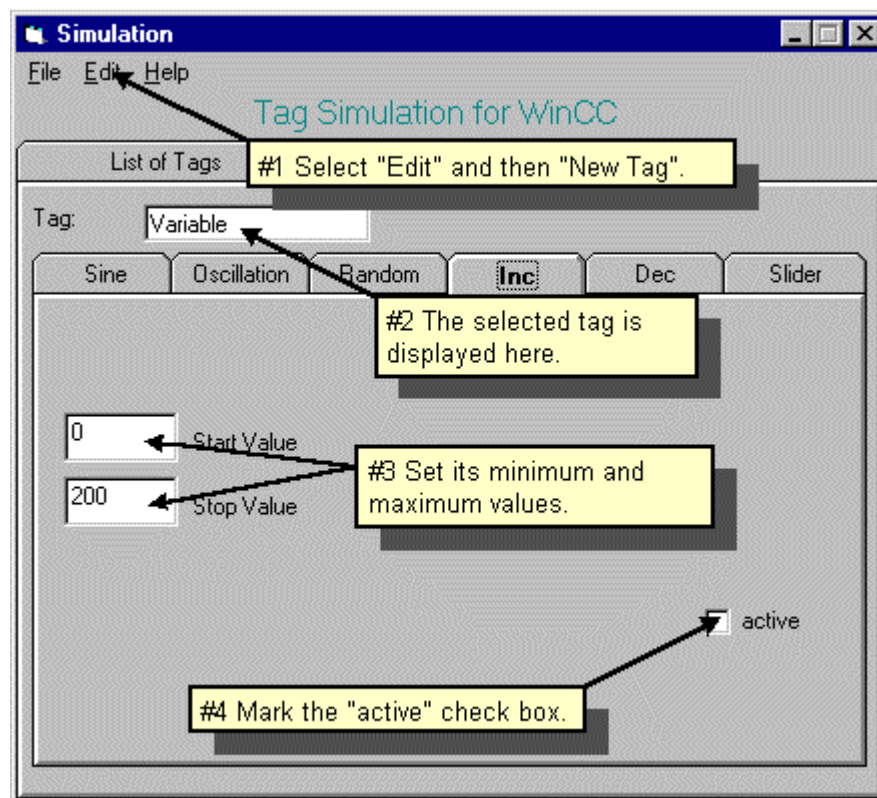 Simulation
File Edit Help
Tag Simulation for WinCC
#1 Select "Edit" and then "New Tag".
List of Tags
Tag:
Variable
Sine
Oscillation
Random
Inc
Dec
Slider
#2 The selected tag is
displayed here.
0
Start Value
#3 Set its minimum and
maximum values.
200
Stop Value
active
#4 Mark the "active" check box.